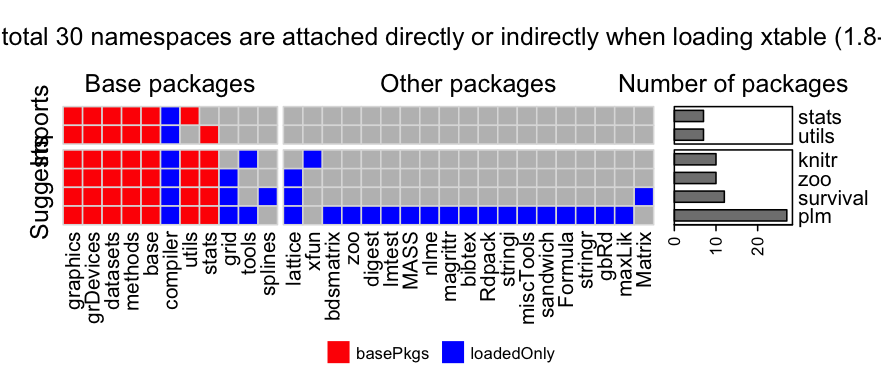 total 30 namespaces are attached directly or indirectly when loading xtable (1.8-
Base packages
Other packages
Number of packages
Imports
Suggests
stats
utils
knitr
zoo
survival
plm
graphics
grDevices
datasets
methods
base
compiler
utils
stats
grid
tools
splines
lattice
xfun
bdsmatrix
zoo
digest
lmtest
MASS
nlme
magrittr
bibtex
Rdpack
stringi
miscTools
sandwich
Formula
stringr
gbRd
maxLik
Matrix
0
10
20
basePkgs
loadedOnly